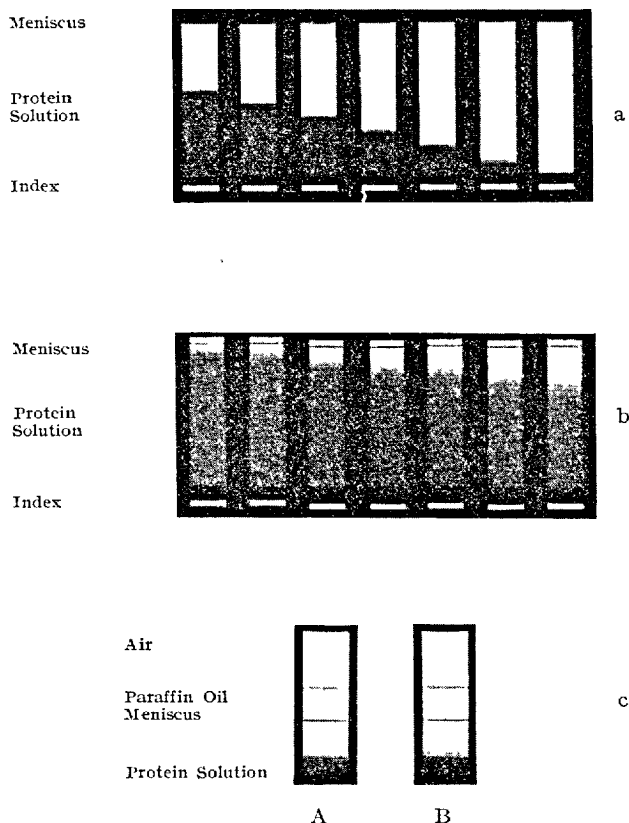 Meniscus
Protein
Solution
a
Index
Meniscus
Protein
Solution
b
Index
Air
Paraffin Oil
c
Meniscus
Protein Solution
A B